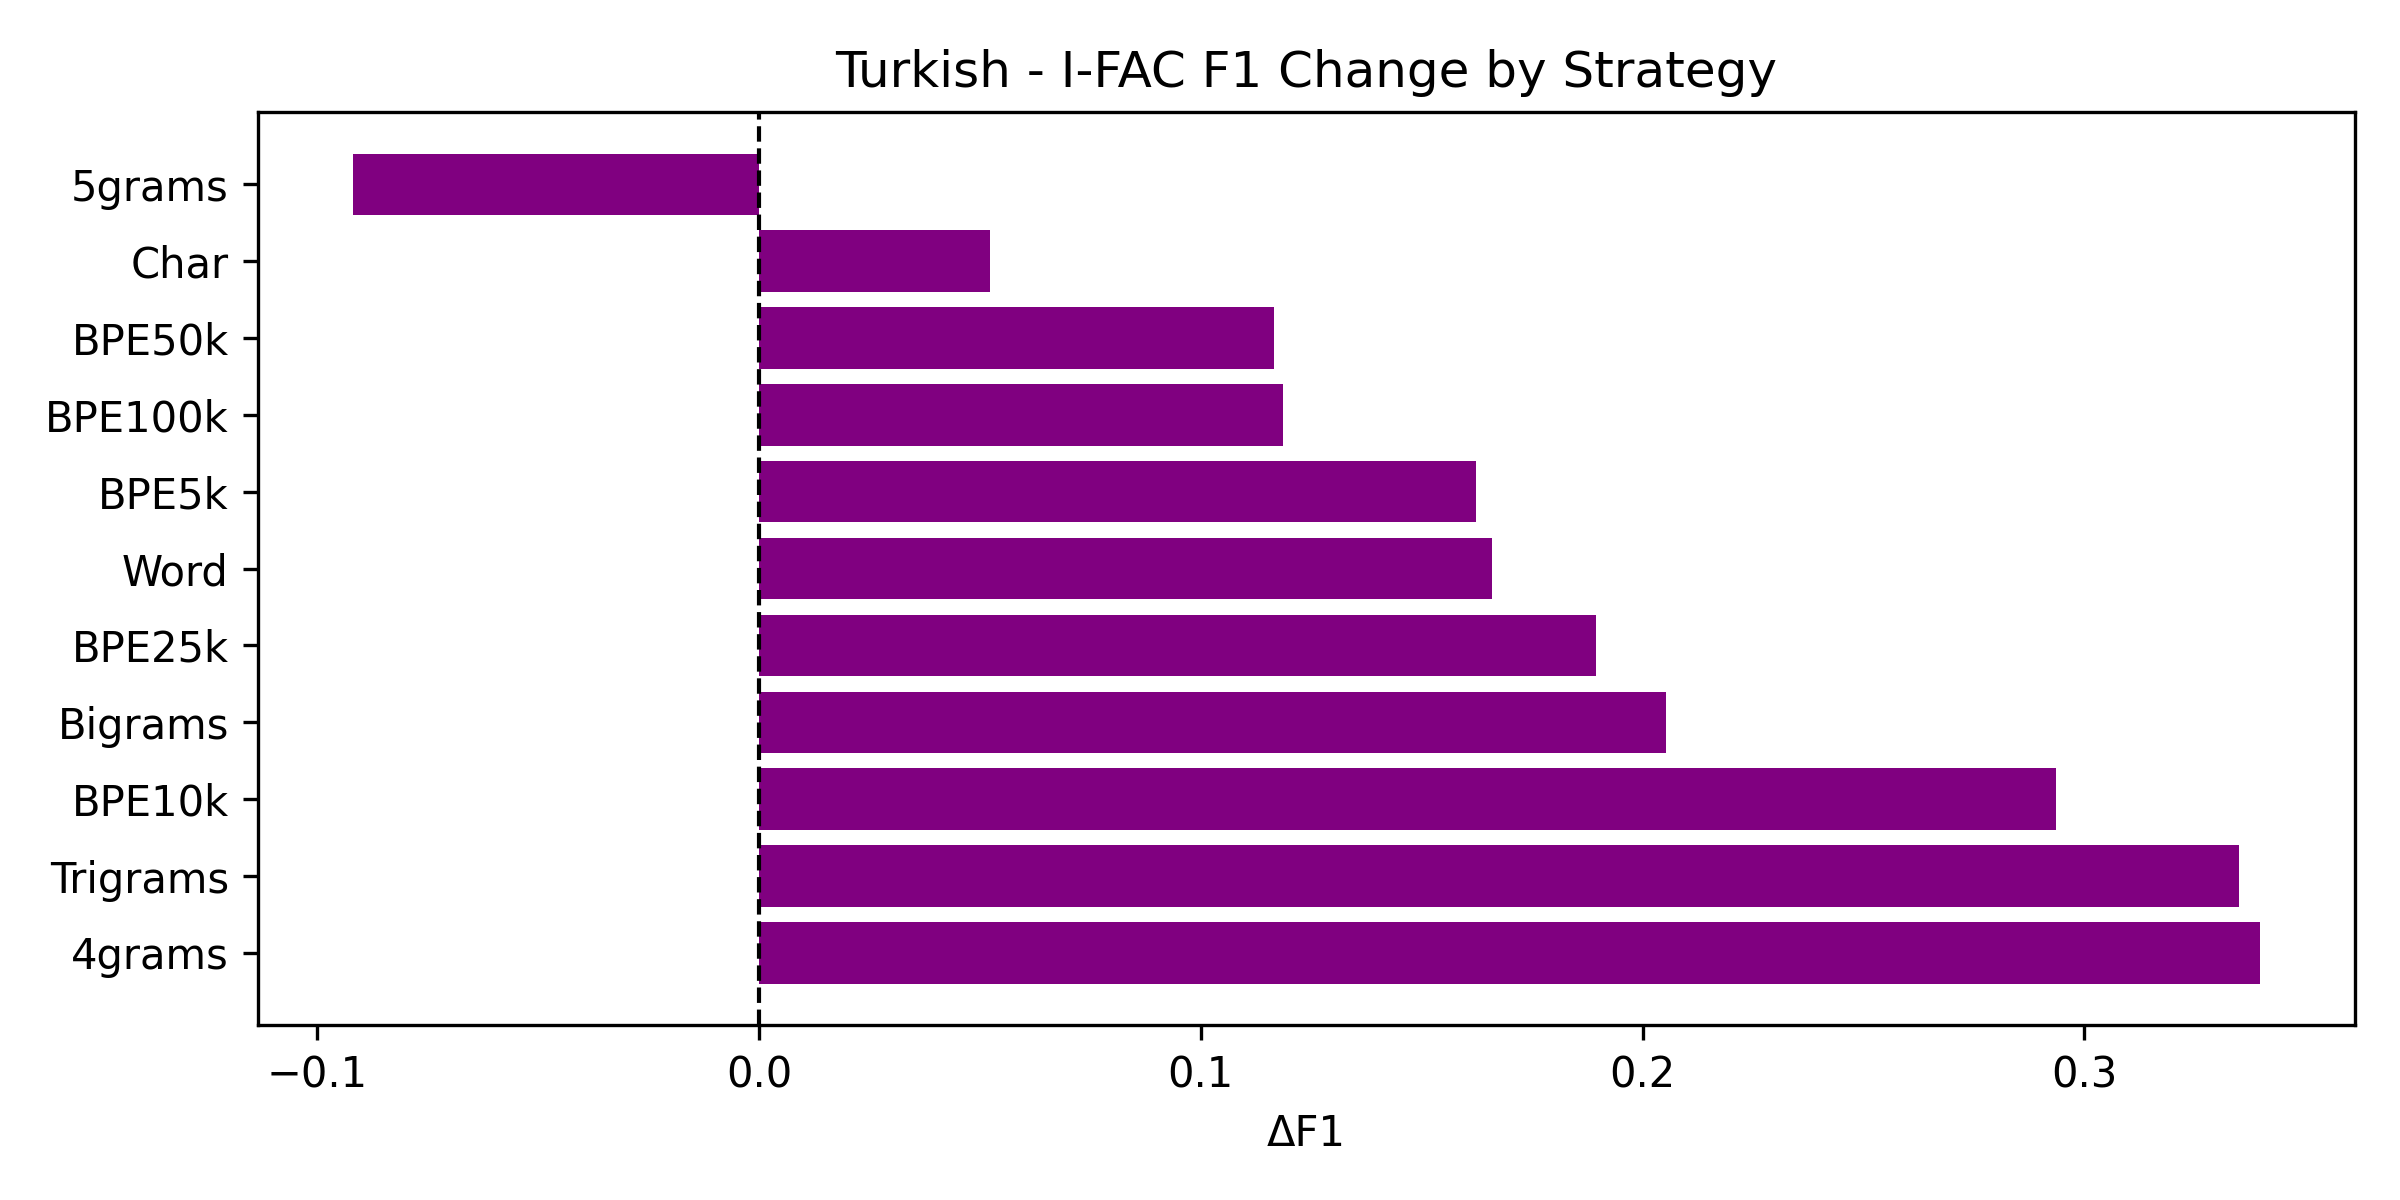 Turkish - I-FAC F1 Change by Strategy
5grams
Char
BPE50k
BPE100k
BPE5k
Word
BPE25k
Bigrams
BPE10k
Trigrams
4grams
−0.1 0.0 0.1 0.2 0.3
ΔF1